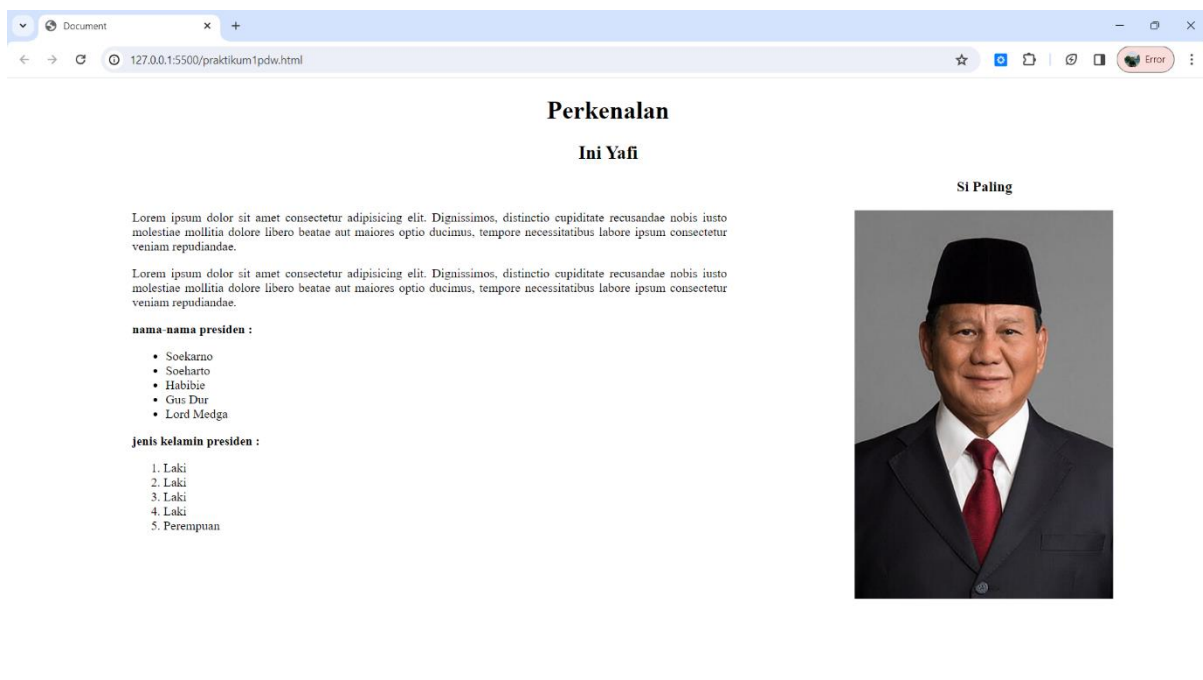 Document
127.0.0.1:5500/praktikum1pdw.html
Error
Perkenalan
Ini Yafi
Si Paling
Lorem ipsum dolor sit amet consectetur adipisicing elit. Dignissimos, distinctio cupiditate recusandae nobis iusto
molestiae mollitia dolore libero beatae aut maiores optio ducimus, tempore necessitatibus labore ipsum consectetur
veniam repudiandae.
Lorem ipsum dolor sit amet consectetur adipisicing elit. Dignissimos, distinctio cupiditate recusandae nobis iusto
molestiae mollitia dolore libero beatae aut maiores optio ducimus, tempore necessitatibus labore ipsum consectetur
veniam repudiandae.
nama-nama presiden :
• Soekarno
• Soeharto
• Habibie
• Gus Dur
• Lord Medga
jenis kelamin presiden :
1. Laki
2. Laki
3. Laki
4. Laki
5. Perempuan